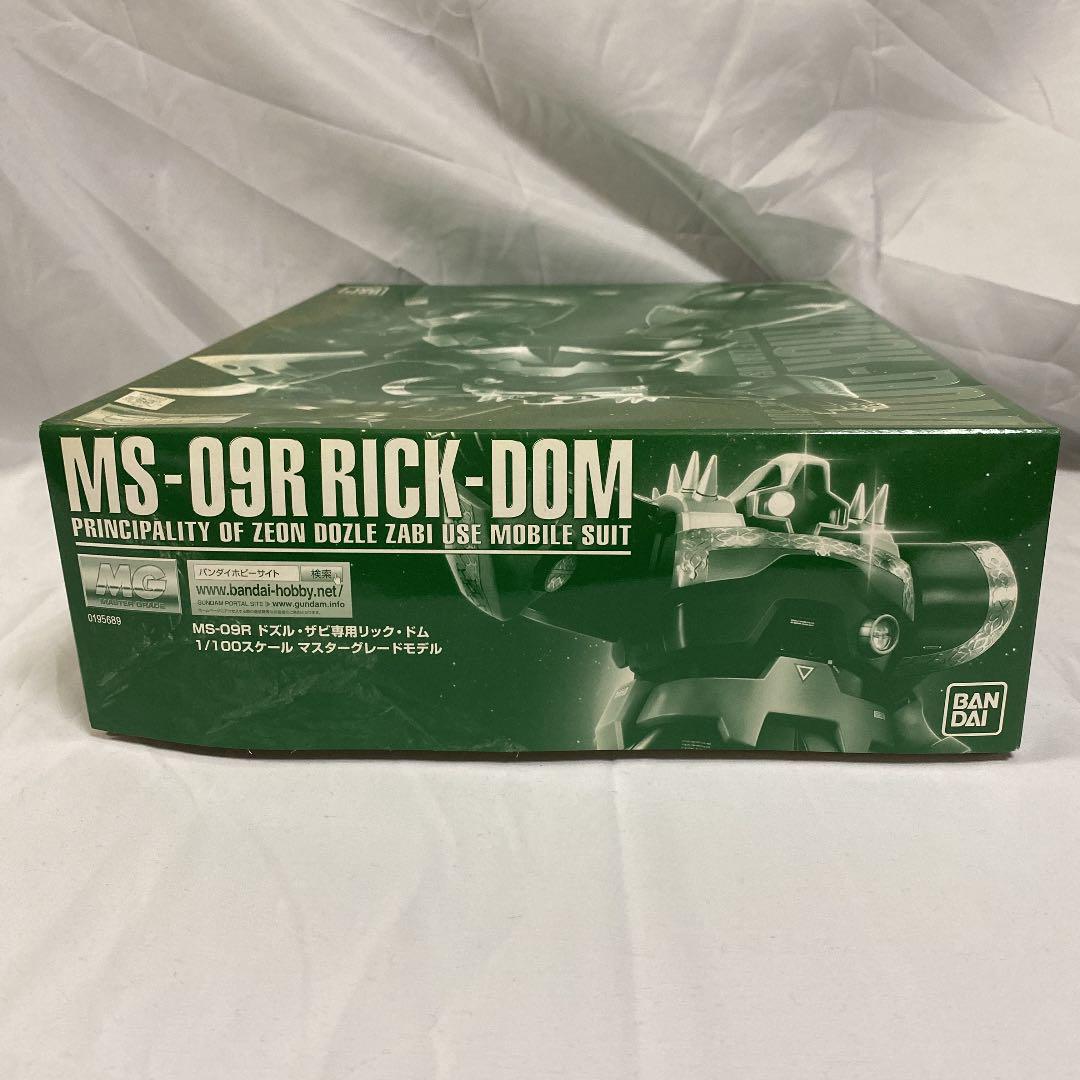 MS-09R RICK-DOM
PRINCIPALITY OF ZEON DOZLE ZABI USE MOBILE SUIT
MG
MASTER GRADE
0195689
バンダイホビーサイト 検索
www.bandai-hobby.net/
GUNDAM PORTAL SITE www.gundam.info
MS-09R ドズル・ザビ専用リック・ドム
1/100スケール マスターグレードモデル
BAN
DAI